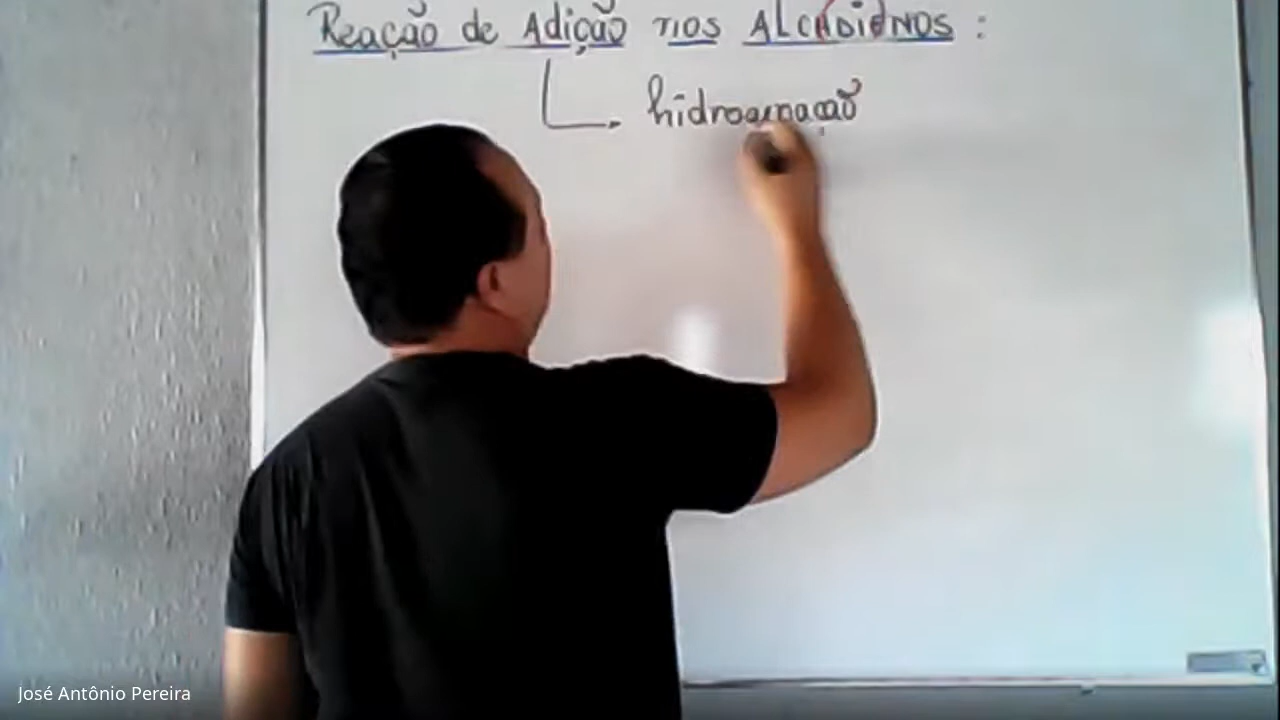 Reação de Adição nos ALCADIENOS :
hidrogenação
José Antônio Pereira